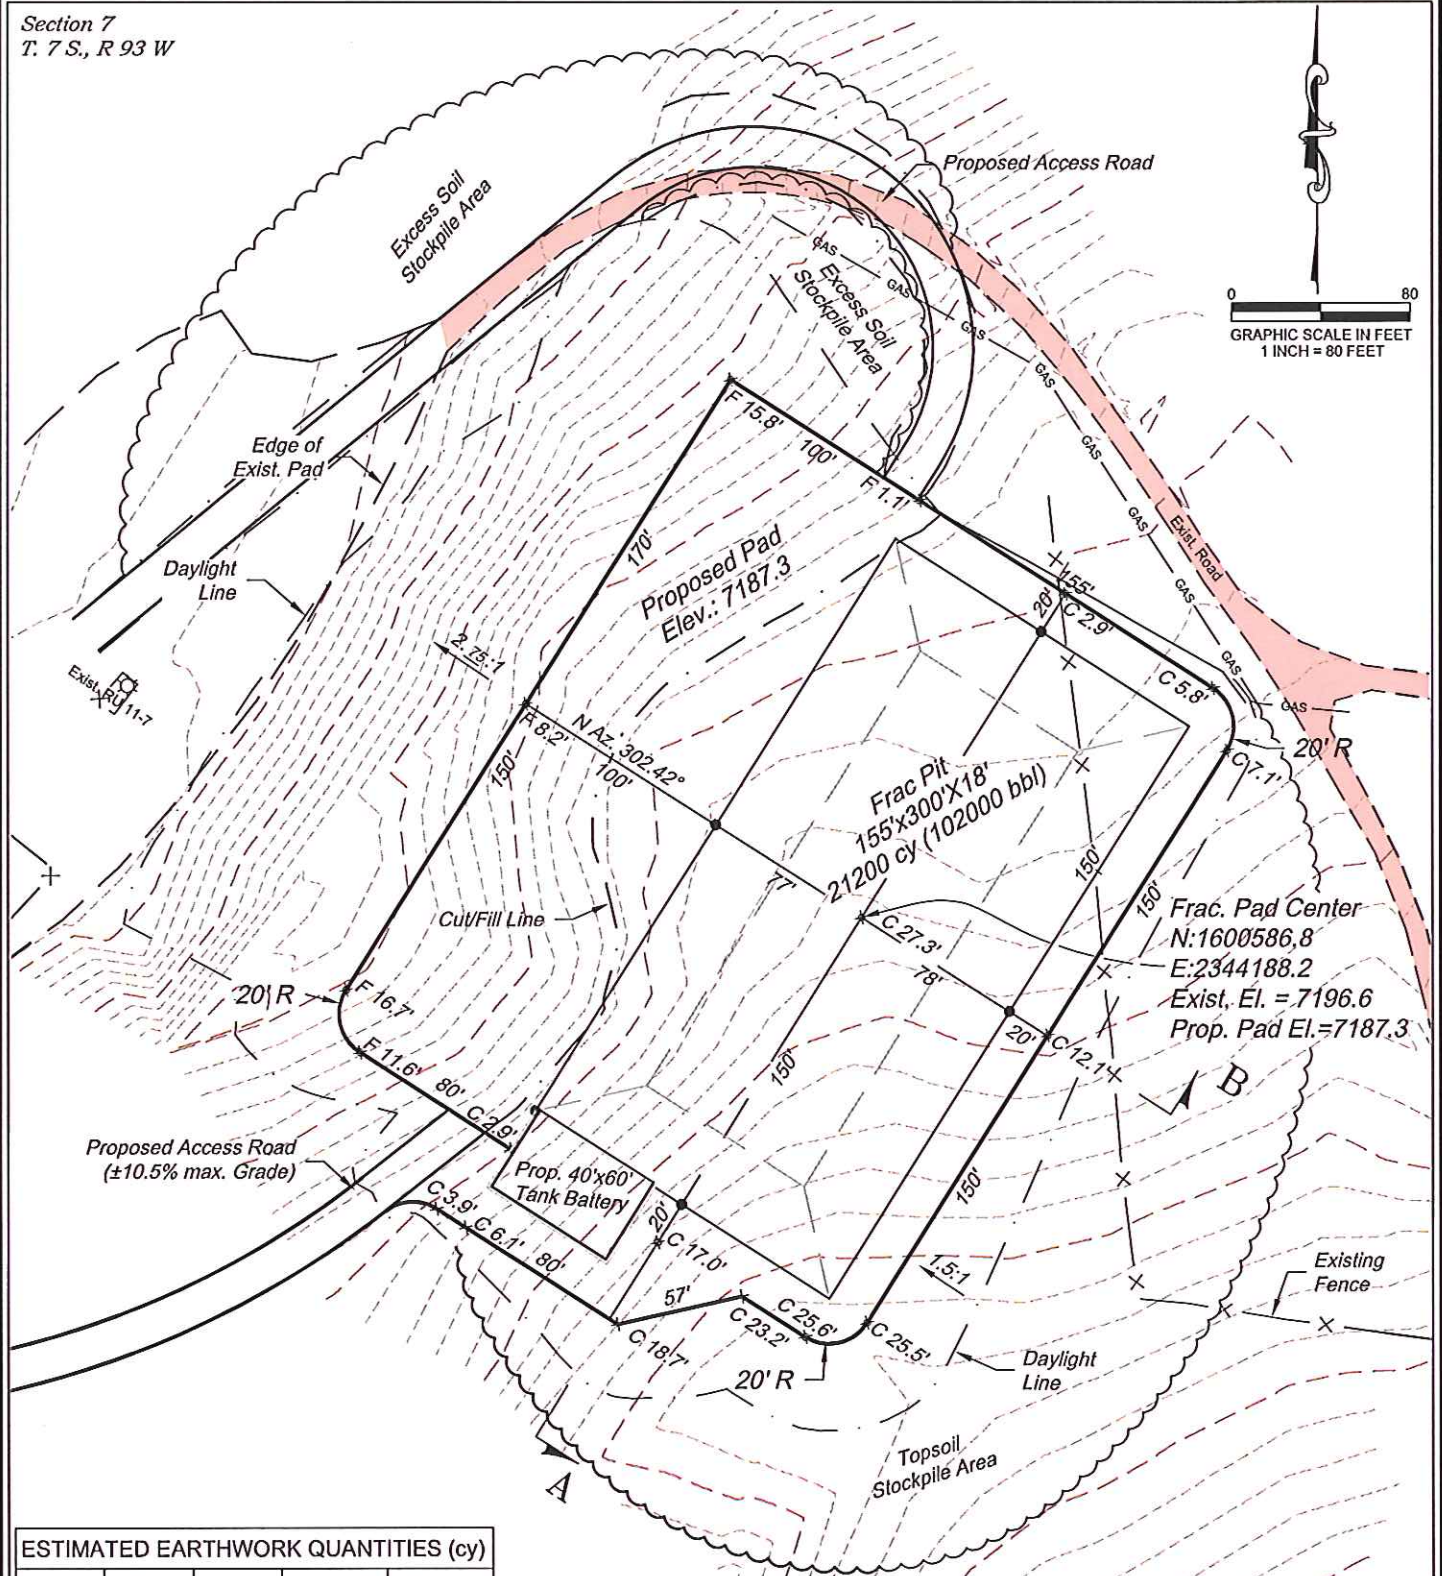 Section 7
T. 7 S., R 93 W
Proposed Access Road
0 80
GRAPHIC SCALE IN FEET
1 INCH = 80 FEET
Excess Soil
Stockpile Area
GAS
Excess Soil
Stockpile Area
GAS
GAS
GAS
GAS
GAS
GAS
GAS
GAS
Exist. Road
F 15.8'
100'
F 1.1'
Edge of
Exist. Pad
170'
Proposed Pad
Elev.: 7187.3
155'
20'
C 2.9'
Daylight
Line
2.75:1
C 5.8'
Exist. RU 11-7
F 8.2'
N Az. 302.42°
100'
20' R
C 7.1'
150'
Frac Pit
155'x300'X18'
21200 cy (102000 bbl)
77'
150'
150'
Cut/Fill Line
C 27.3'
78'
Frac. Pad Center
N:1600586.8
E:2344188.2
Exist. El. = 7196.6
Prop. Pad El.=7187.3
20' R
F 16.7'
20'
C 12.1'
F 11.6'
80'
C 2.9'
150'
B
Proposed Access Road
(±10.5% max. Grade)
Prop. 40'x60'
Tank Battery
150'
C 3.9'
C 6.1'
80'
20'
C 17.0'
1.5:1
Existing
Fence
57'
C 18.7'
C 23.2'
C 25.6'
C 25.5'
20' R
Daylight
Line
Topsoil
Stockpile Area
A
ESTIMATED EARTHWORK QUANTITIES (cy)